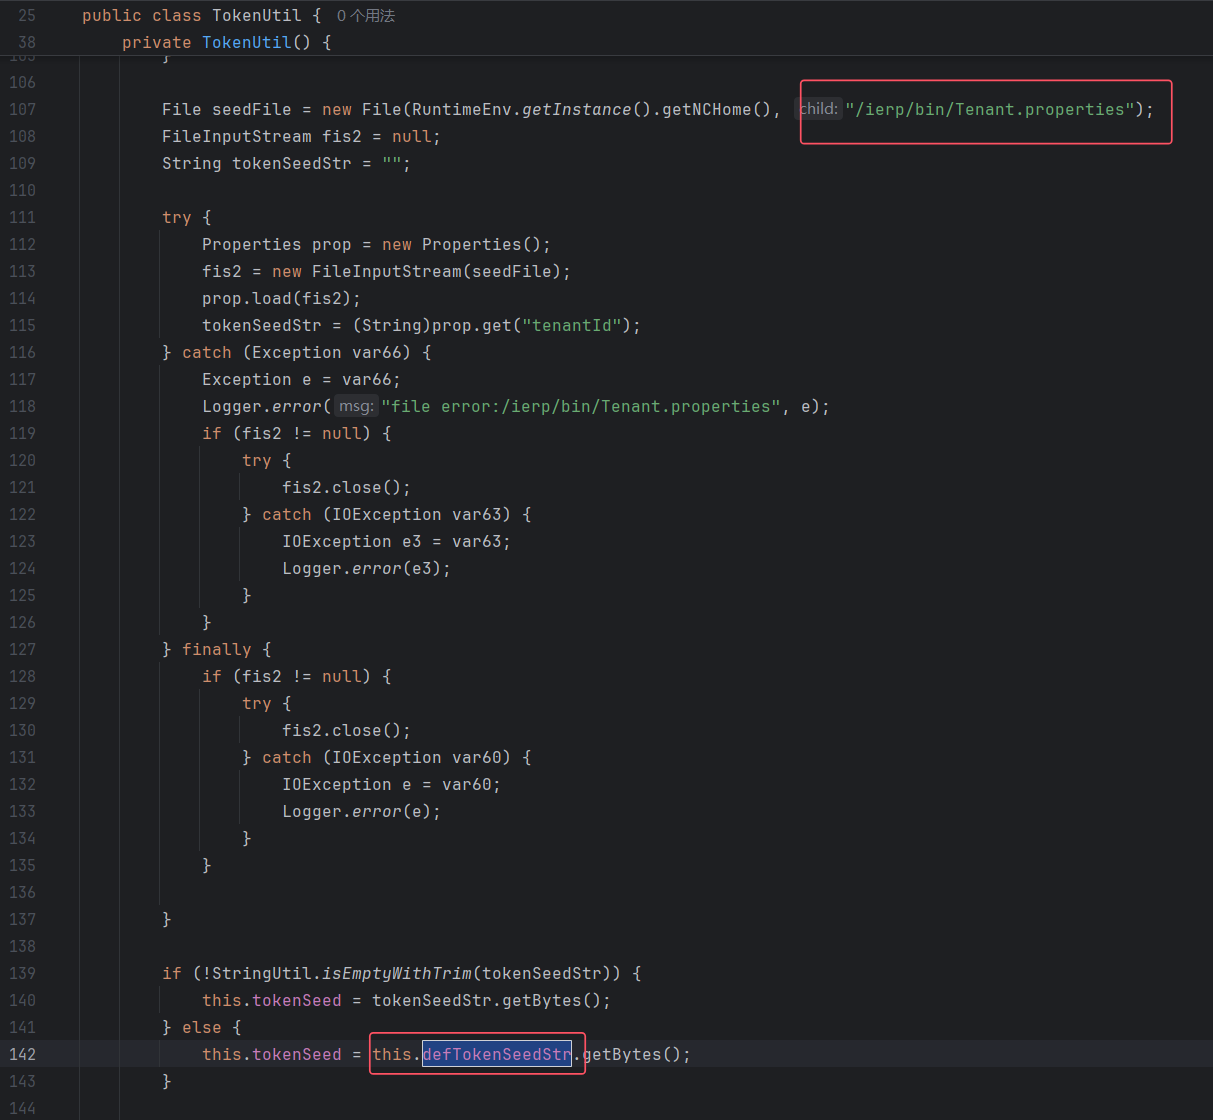 25 public class TokenUtil { 0 个用法
38 private TokenUtil() {
105 }
106
107 File seedFile = new File(RuntimeEnv.getInstance().getNCHome(), child: "/ierp/bin/Tenant.properties");
108 FileInputStream fis2 = null;
109 String tokenSeedStr = "";
110
111 try {
112 Properties prop = new Properties();
113 fis2 = new FileInputStream(seedFile);
114 prop.load(fis2);
115 tokenSeedStr = (String)prop.get("tenantId");
116 } catch (Exception var66) {
117 Exception e = var66;
118 Logger.error( msg: "file error:/ierp/bin/Tenant.properties", e);
119 if (fis2 != null) {
120 try {
121 fis2.close();
122 } catch (IOException var63) {
123 IOException e3 = var63;
124 Logger.error(e3);
125 }
126 }
127 } finally {
128 if (fis2 != null) {
129 try {
130 fis2.close();
131 } catch (IOException var60) {
132 IOException e = var60;
133 Logger.error(e);
134 }
135 }
136
137 }
138
139 if (!StringUtil.isEmptyWithTrim(tokenSeedStr)) {
140 this.tokenSeed = tokenSeedStr.getBytes();
141 } else {
142 this.tokenSeed = this.defTokenSeedStr.getBytes();
143 }
144